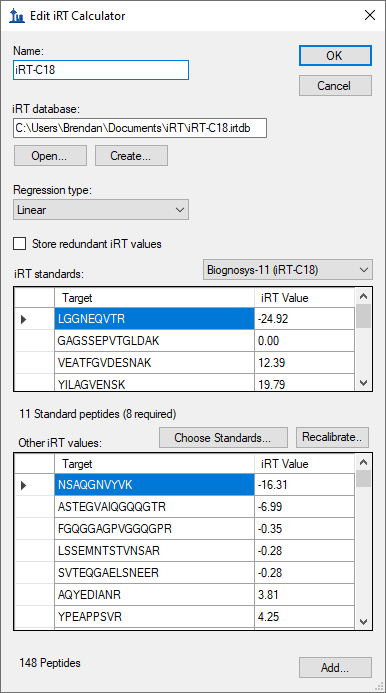 Edit iRT Calculator
Name:
iRT-C18
OK
Cancel
iRT database:
C:\Users\Brendan\Documents\iRT\iRT-C18.irtdb
Open...
Create...
Regression type:
Linear
Store redundant iRT values
iRT standards:
Biognosys-11 (iRT-C18)
Target iRT Value
LGGNEQVTR -24.92
GAGSSEPVTGLDAK 0.00
VEATFGVDESNAK 12.39
YILAGVENSK 19.79
11 Standard peptides (8 required)
Other iRT values:
Choose Standards...
Recalibrate..
Target iRT Value
NSAQGNVYVK -16.31
ASTEGVAIQGQQGTR -6.99
FGQGGAGPVGGQGPR -0.35
LSSEMNTSTVNSAR -0.28
SVTEQGAELSNEER -0.28
AQYEDIANR 3.81
YPEAPPSVR 4.25
148 Peptides
Add...